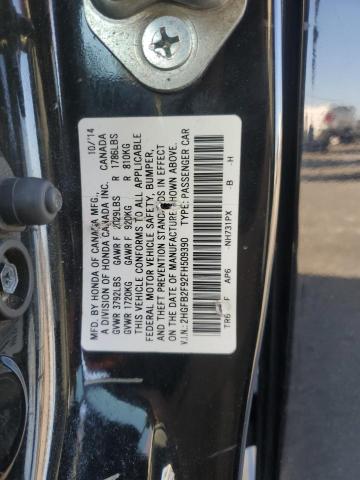 MFD. BY HONDA OF CANADA MFG., 10/'14
A DIVISION OF HONDA CANADA INC. CANADA
GVWR 3792LBS GAWR F 2029LBS R 1786LBS
GVWR 1720KG GAWR F 920KG R 810KG
THIS VEHICLE CONFORMS TO ALL APPLICABLE
FEDERAL MOTOR VEHICLE SAFETY, BUMPER,
AND THEFT PREVENTION STANDARDS IN EFFECT
ON THE DATE OF MANUFACTURE SHOWN ABOVE.
V.I.N.: 2HGFB2F92FH509390 TYPE: PASSENGER CAR
TR6 F AP6 NH731PX -B -H